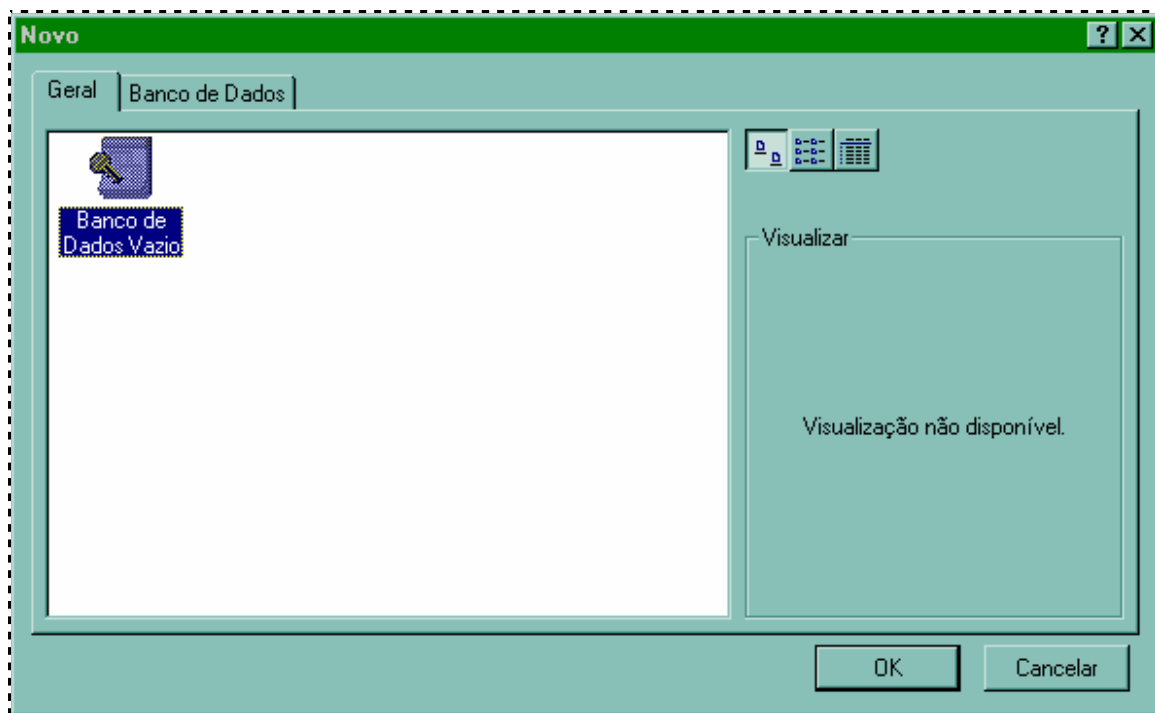 Novo
Geral
Banco de Dados
Banco de
Dados Vazio
Visualizar
Visualização não disponível.
OK
Cancelar